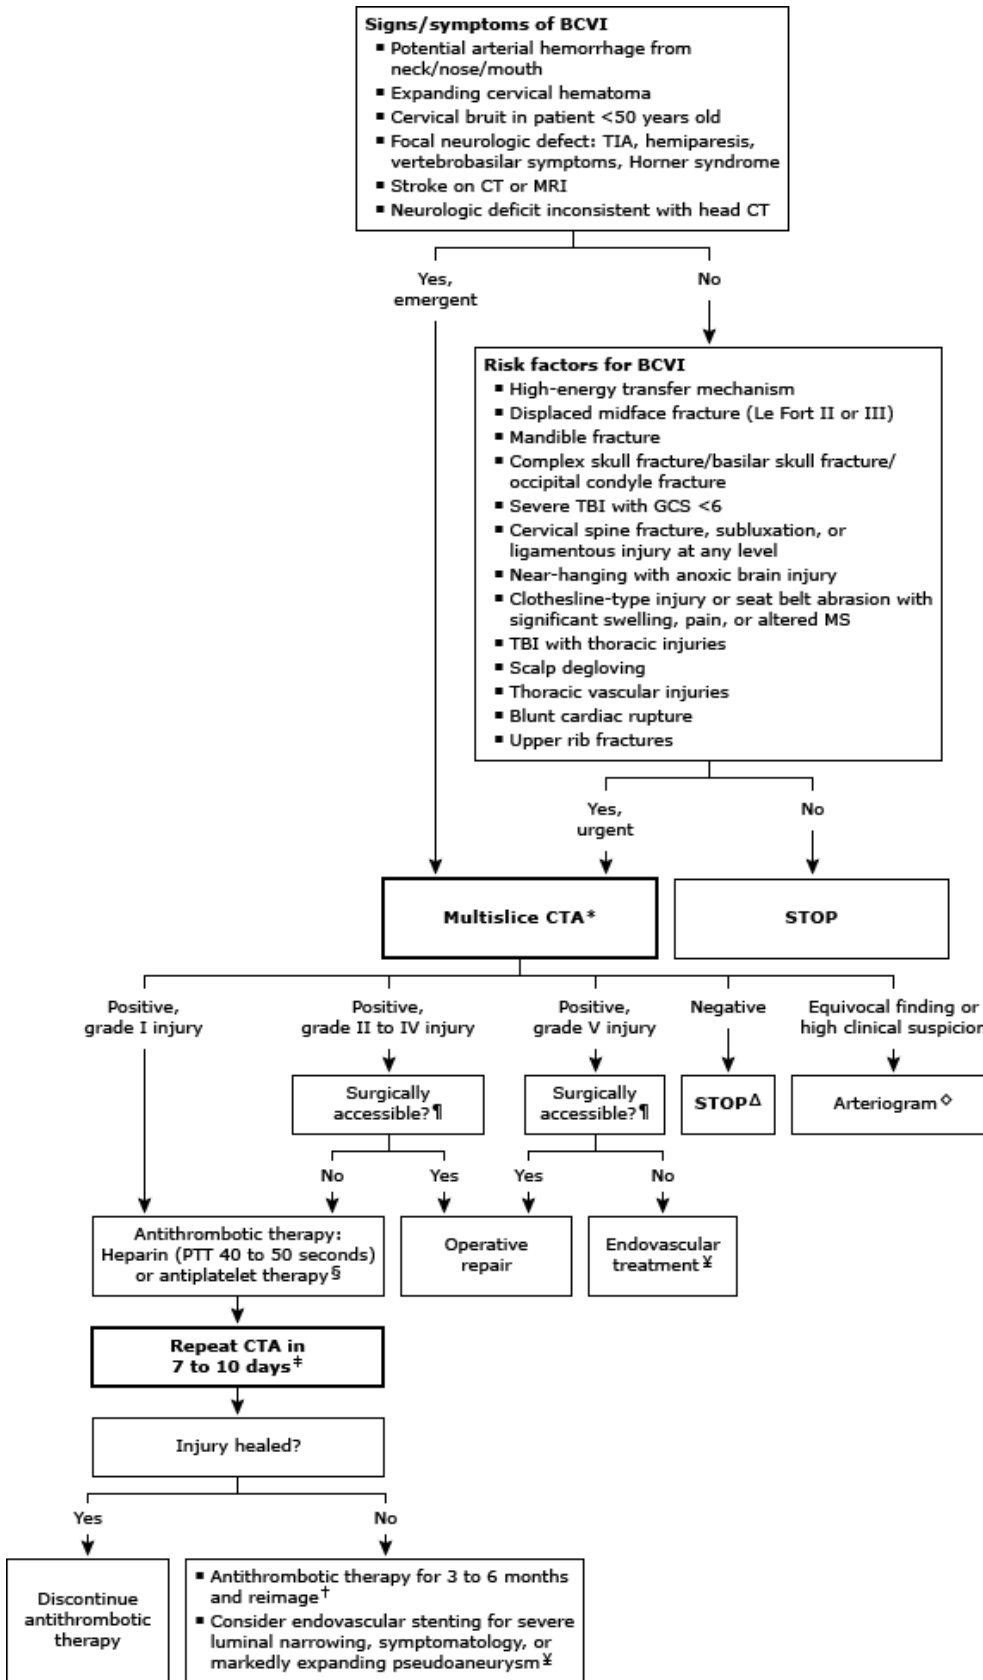 Signs/symptoms of BCVI
▪ Potential arterial hemorrhage from
neck/nose/mouth
▪ Expanding cervical hematoma
▪ Cervical bruit in patient <50 years old
▪ Focal neurologic defect: TIA, hemiparesis,
vertebrobasilar symptoms, Horner syndrome
▪ Stroke on CT or MRI
▪ Neurologic deficit inconsistent with head CT
Yes,
emergent
No
Risk factors for BCVI
▪ High-energy transfer mechanism
▪ Displaced midface fracture (Le Fort II or III)
▪ Mandible fracture
▪ Complex skull fracture/basilar skull fracture/
occipital condyle fracture
▪ Severe TBI with GCS <6
▪ Cervical spine fracture, subluxation, or
ligamentous injury at any level
▪ Near-hanging with anoxic brain injury
▪ Clothesline-type injury or seat belt abrasion with
significant swelling, pain, or altered MS
▪ TBI with thoracic injuries
▪ Scalp degloving
▪ Thoracic vascular injuries
▪ Blunt cardiac rupture
▪ Upper rib fractures
Yes,
urgent
No
Multislice CTA*
STOP
Positive,
grade I injury
Positive,
grade II to IV injury
Positive,
grade V injury
Negative
Equivocal finding or
high clinical suspicion
Surgically
accessible?¶
Surgically
accessible?¶
STOPΔ
Arteriogram◇
No
Yes
Yes
No
Antithrombotic therapy:
Heparin (PTT 40 to 50 seconds)
or antiplatelet therapy§
Operative
repair
Endovascular
treatment¥
Repeat CTA in
7 to 10 days‡
Injury healed?
Yes
No
Discontinue
antithrombotic
therapy
▪ Antithrombotic therapy for 3 to 6 months
and reimage†
▪ Consider endovascular stenting for severe
luminal narrowing, symptomatology, or
markedly expanding pseudoaneurysm¥